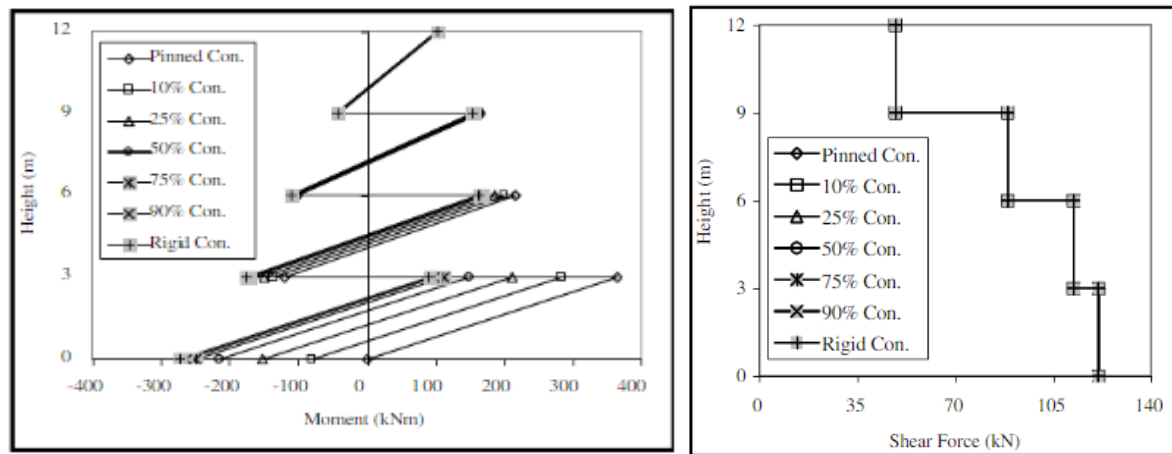 12
9
6
3
0
Height (m)
Pinned Con.
10% Con.
25% Con.
50% Con.
75% Con.
90% Con.
Rigid Con.
-400 -300 -200 -100 0 100 200 300 400
Moment (kNm)
12
9
6
3
0
Height (m)
Pinned Con.
10% Con.
25% Con.
50% Con.
75% Con.
90% Con.
Rigid Con.
0 35 70 105 140
Shear Force (kN)